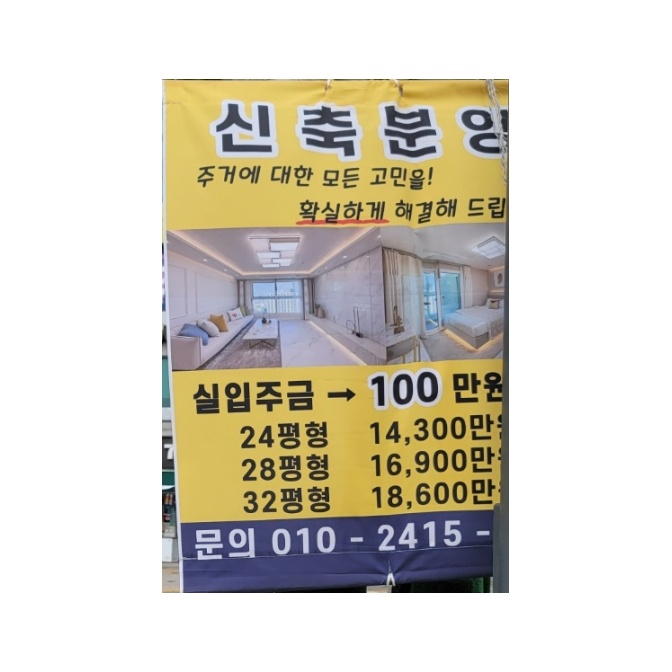 신축분양
주거에 대한 모든 고민을!
확실하게 해결해 드립
실입주금 → 100 만원
24평형 14,300만원
28평형 16,900만
32평형 18,600만
문의 010 - 2415 -